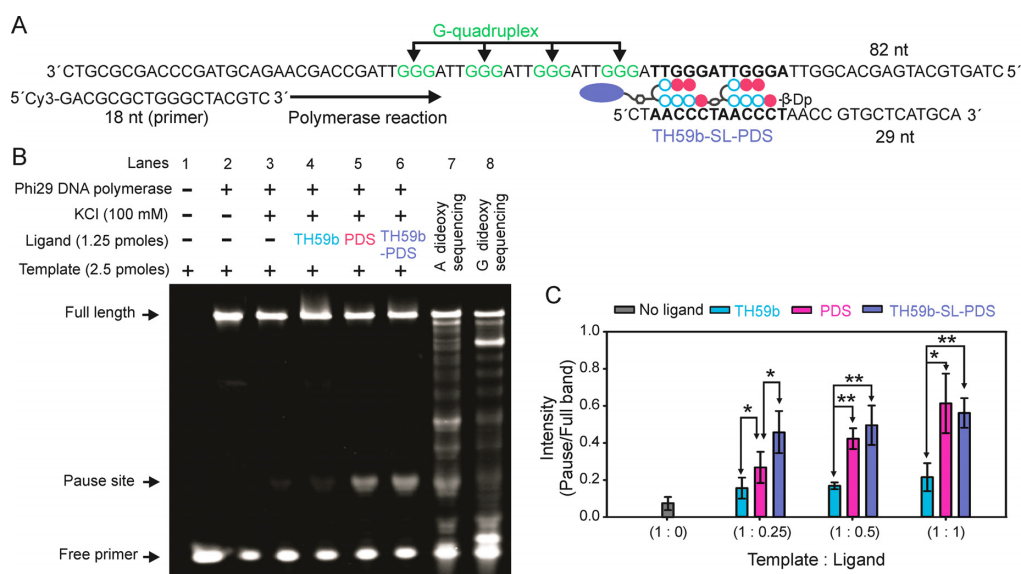 A
G-quadruplex
82 nt
3´CTGCGCGACCCGATGCAGAACGACCGATTGGGATTGGGATTGGGATTGGGATTGGGATTGGGATTGGCACGAGTACGTGATC 5´
5´Cy3-GACGCGCTGGGCTACGTC 3´
18 nt (primer)
Polymerase reaction
-β-Dp
5´CTAACCCTAACCCTAACC GTGCTCATGCA 3´
TH59b-SL-PDS
29 nt
B
Lanes 1 2 3 4 5 6 7 8
Phi29 DNA polymerase - + + + + +
KCl (100 mM) - - + + + +
Ligand (1.25 pmoles) - - - TH59b PDS TH59b
-PDS
Template (2.5 pmoles) + + + + + +
A dideoxy
sequencing
G dideoxy
sequencing
Full length
Pause site
Free primer
C
No ligand TH59b PDS TH59b-SL-PDS
Intensity
(Pause/Full band)
1.0
0.8
0.6
0.4
0.2
0.0
* * ** ** ** *
(1 : 0) (1 : 0.25) (1 : 0.5) (1 : 1)
Template : Ligand